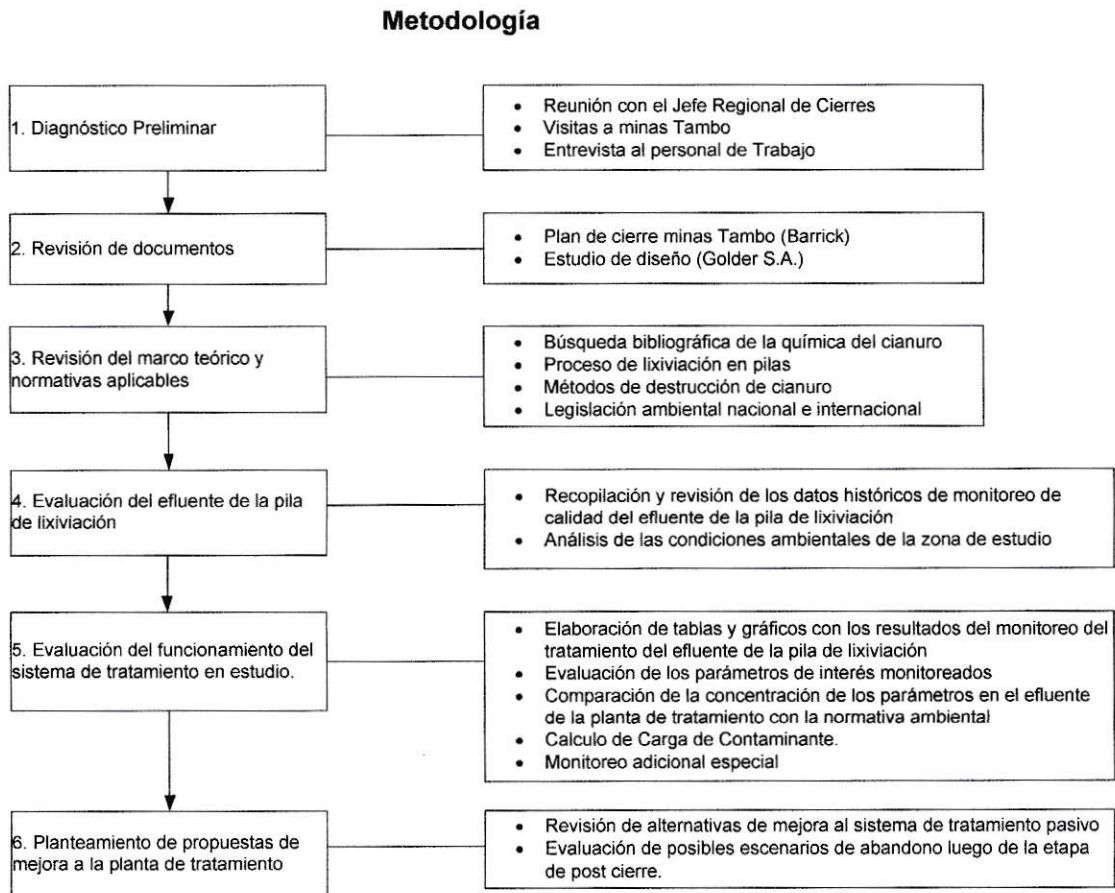 Metodología
1. Diagnóstico Preliminar
• Reunión con el Jefe Regional de Cierres
• Visitas a minas Tambo
• Entrevista al personal de Trabajo
2. Revisión de documentos
• Plan de cierre minas Tambo (Barrick)
• Estudio de diseño (Golder S.A.)
3. Revisión del marco teórico y
normativas aplicables
• Búsqueda bibliográfica de la química del cianuro
• Proceso de lixiviación en pilas
• Métodos de destrucción de cianuro
• Legislación ambiental nacional e internacional
4. Evaluación del efluente de la pila
de lixiviación
• Recopilación y revisión de los datos históricos de monitoreo de
calidad del efluente de la pila de lixiviación
• Análisis de las condiciones ambientales de la zona de estudio
5. Evaluación del funcionamiento del
sistema de tratamiento en estudio.
• Elaboración de tablas y gráficos con los resultados del monitoreo del
tratamiento del efluente de la pila de lixiviación
• Evaluación de los parámetros de interés monitoreados
• Comparación de la concentración de los parámetros en el efluente
de la planta de tratamiento con la normativa ambiental
• Calculo de Carga de Contaminante.
• Monitoreo adicional especial
6. Planteamiento de propuestas de
mejora a la planta de tratamiento
• Revisión de alternativas de mejora al sistema de tratamiento pasivo
• Evaluación de posibles escenarios de abandono luego de la etapa
de post cierre.